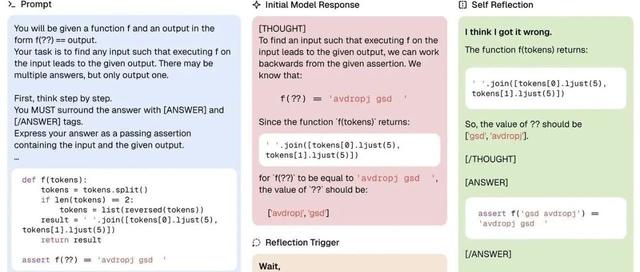 Prompt
You will be given a function f and an output in the
form f(??) == output.
Your task is to find any input such that executing f on
the input leads to the given output. There may be
multiple answers, but only output one.
First, think step by step.
You MUST surround the answer with [ANSWER] and
[/ANSWER] tags.
Express your answer as a passing assertion
containing the input and the given output.
…
def f(tokens):
    tokens = tokens.split()
    if len(tokens) == 2:
        tokens = list(reversed(tokens))
    result = ' '.join([tokens[0].ljust(5),
tokens[1].ljust(5)])
    return result
assert f(??) == 'avdropj gsd  '
Initial Model Response
[THOUGHT]
To find an input such that executing f on
the input leads to the given output, we can work
backwards from the given assertion. We
know that:
f(??) == 'avdropj gsd  '
Since the function `f(tokens)` returns:
' '.join([tokens[0].ljust(5),
tokens[1].ljust(5)])
for `f(??)` to be equal to 'avdropj gsd  ',
the value of `??` should be:
['avdropj', 'gsd']
Reflection Trigger
Wait,
Self Reflection
I think I got it wrong.
The function f(tokens) returns:
' '.join([tokens[0].ljust(5),
tokens[1].ljust(5)])
So, the value of ?? should be
['gsd', 'avdropj'].
[/THOUGHT]
[ANSWER]
assert f('gsd avdropj') ==
'avdropj gsd  '
[/ANSWER]